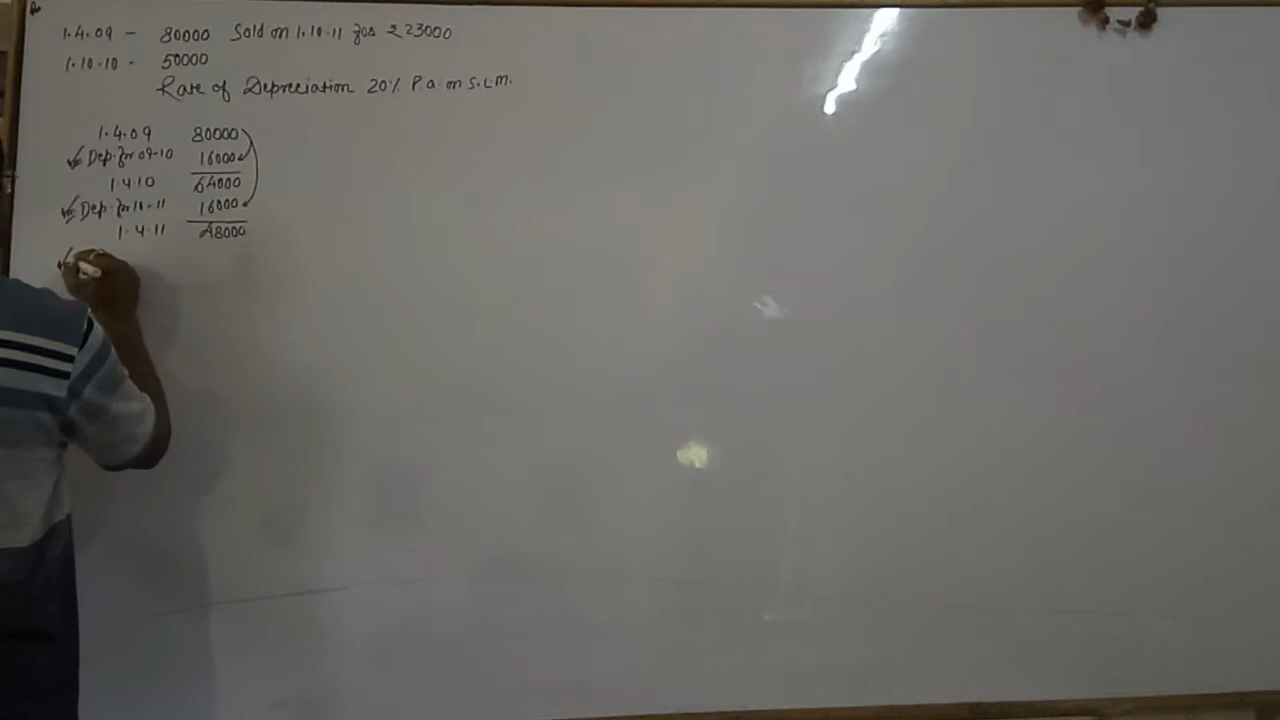 1.4.09 - 80000 Sold on 1.10.11 for ₹23000
1.10.10 - 50000
Rate of Depreciation 20% P.a. on S.L.M.
1.4.09 80000
Dep. for 09-10 16000
1.4.10 64000
Dep. for 10-11 16000
1.4.11 48000